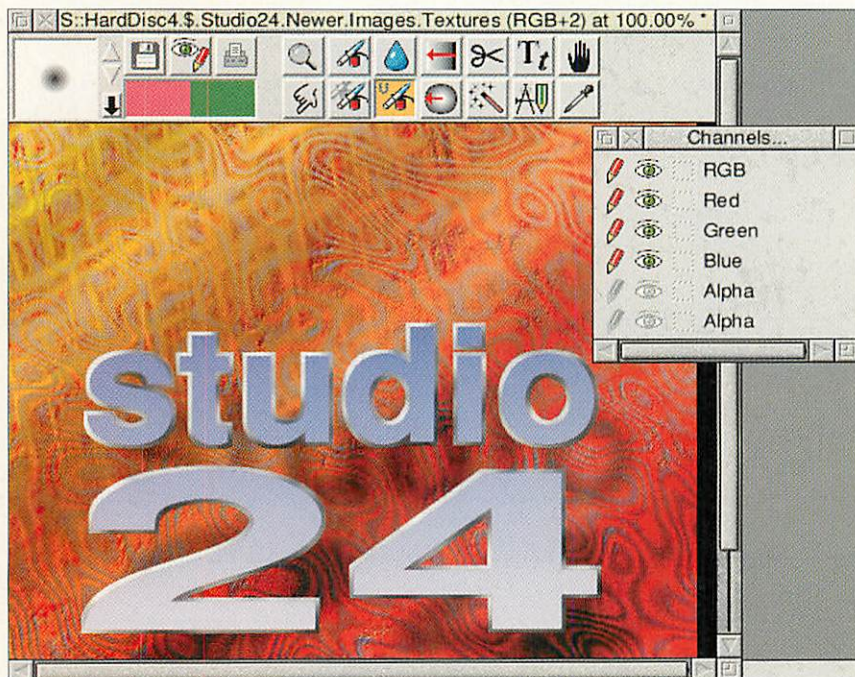 S::HardDisc4.$.Studio24.Newer.Images.Textures (RGB+2) at 100.00% *
Tt
Channels...
RGB
Red
Green
Blue
Alpha
Alpha
studio
24